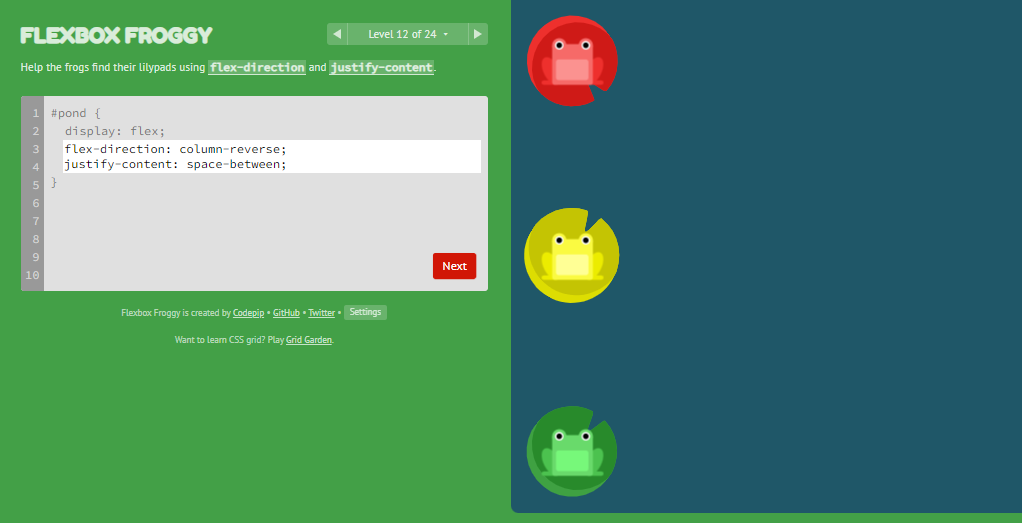 FLEXBOX FROGGY
◀ Level 12 of 24 ▾ ▶
Help the frogs find their lilypads using flex-direction and justify-content.
1 #pond {
2 display: flex;
3 flex-direction: column-reverse;
4 justify-content: space-between;
5 }
6
7
8
9
10
Next
Flexbox Froggy is created by Codepip • GitHub • Twitter • Settings
Want to learn CSS grid? Play Grid Garden.